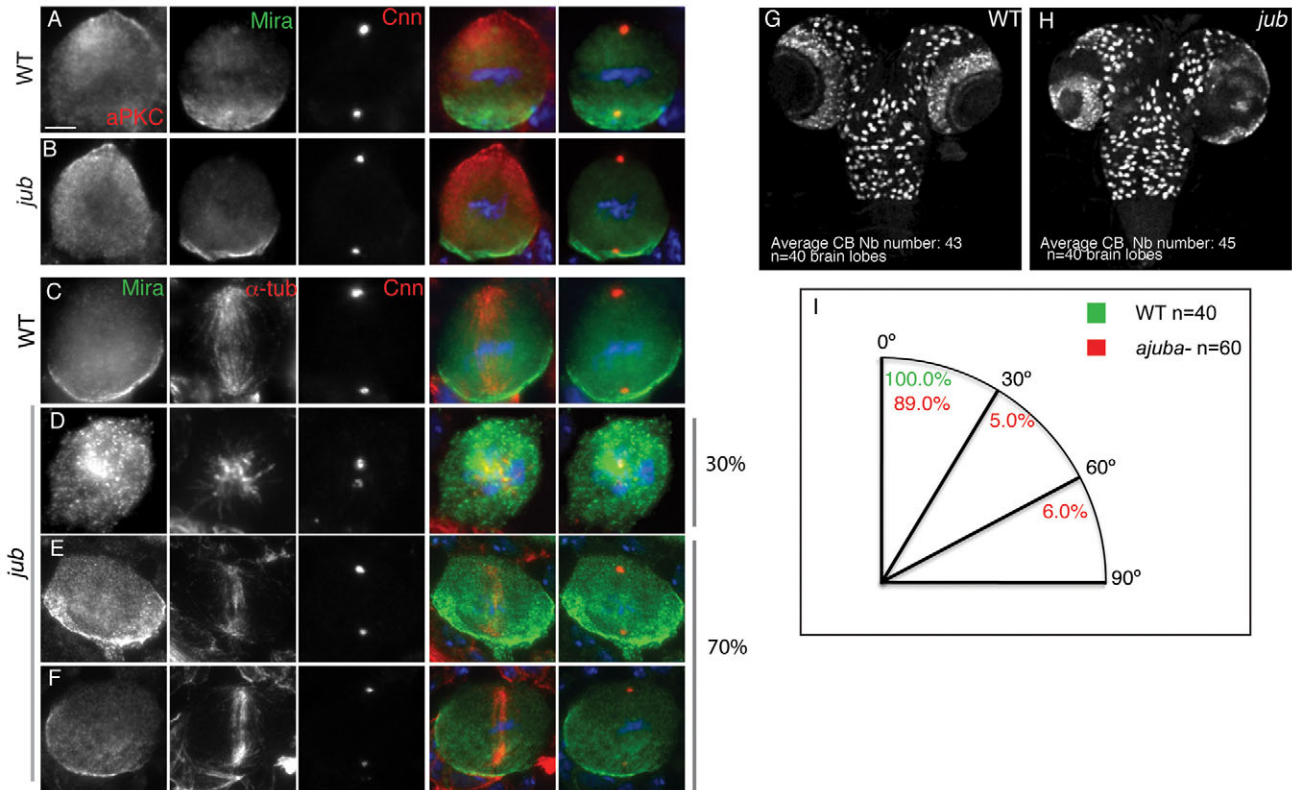 A
Mira
Cnn
WT
aPKC
B
jub
C
Mira
α-tub
Cnn
WT
D
30%
jub
E
70%
F
G
WT
Average CB Nb number: 43
n=40 brain lobes
H
jub
Average CB Nb number: 45
n=40 brain lobes
I
WT n=40
ajuba- n=60
0º
100.0%
89.0%
30º
5.0%
60º
6.0%
90º